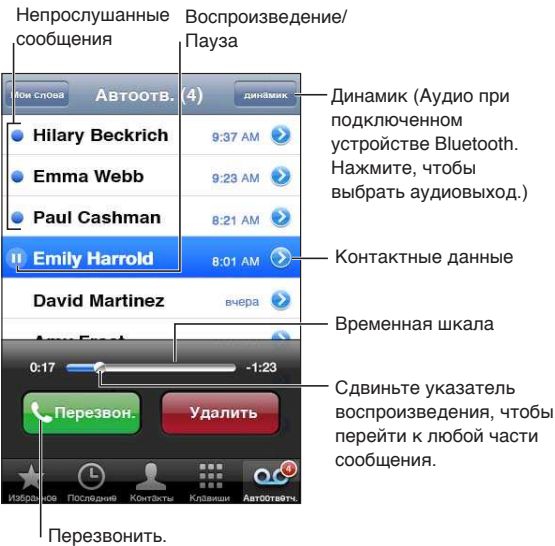 Непрослушанные
сообщения
Воспроизведение/
Пауза
Мои слова
Автоотв. (4)
динамик
Динамик (Аудио при
подключенном
устройстве Bluetooth.
Нажмите, чтобы
выбрать аудиовыход.)
Hilary Beckrich
9:37 AM
Emma Webb
9:23 AM
Paul Cashman
8:21 AM
Emily Harrold
8:01 AM
Контактные данные
David Martinez
вчера
Временная шкала
0:17
-1:23
Сдвиньте указатель
воспроизведения, чтобы
перейти к любой части
сообщения.
Перезвон.
Удалить
4
Избранное
Последние
Контакты
Клавиши
Автоответч.
Перезвонить.